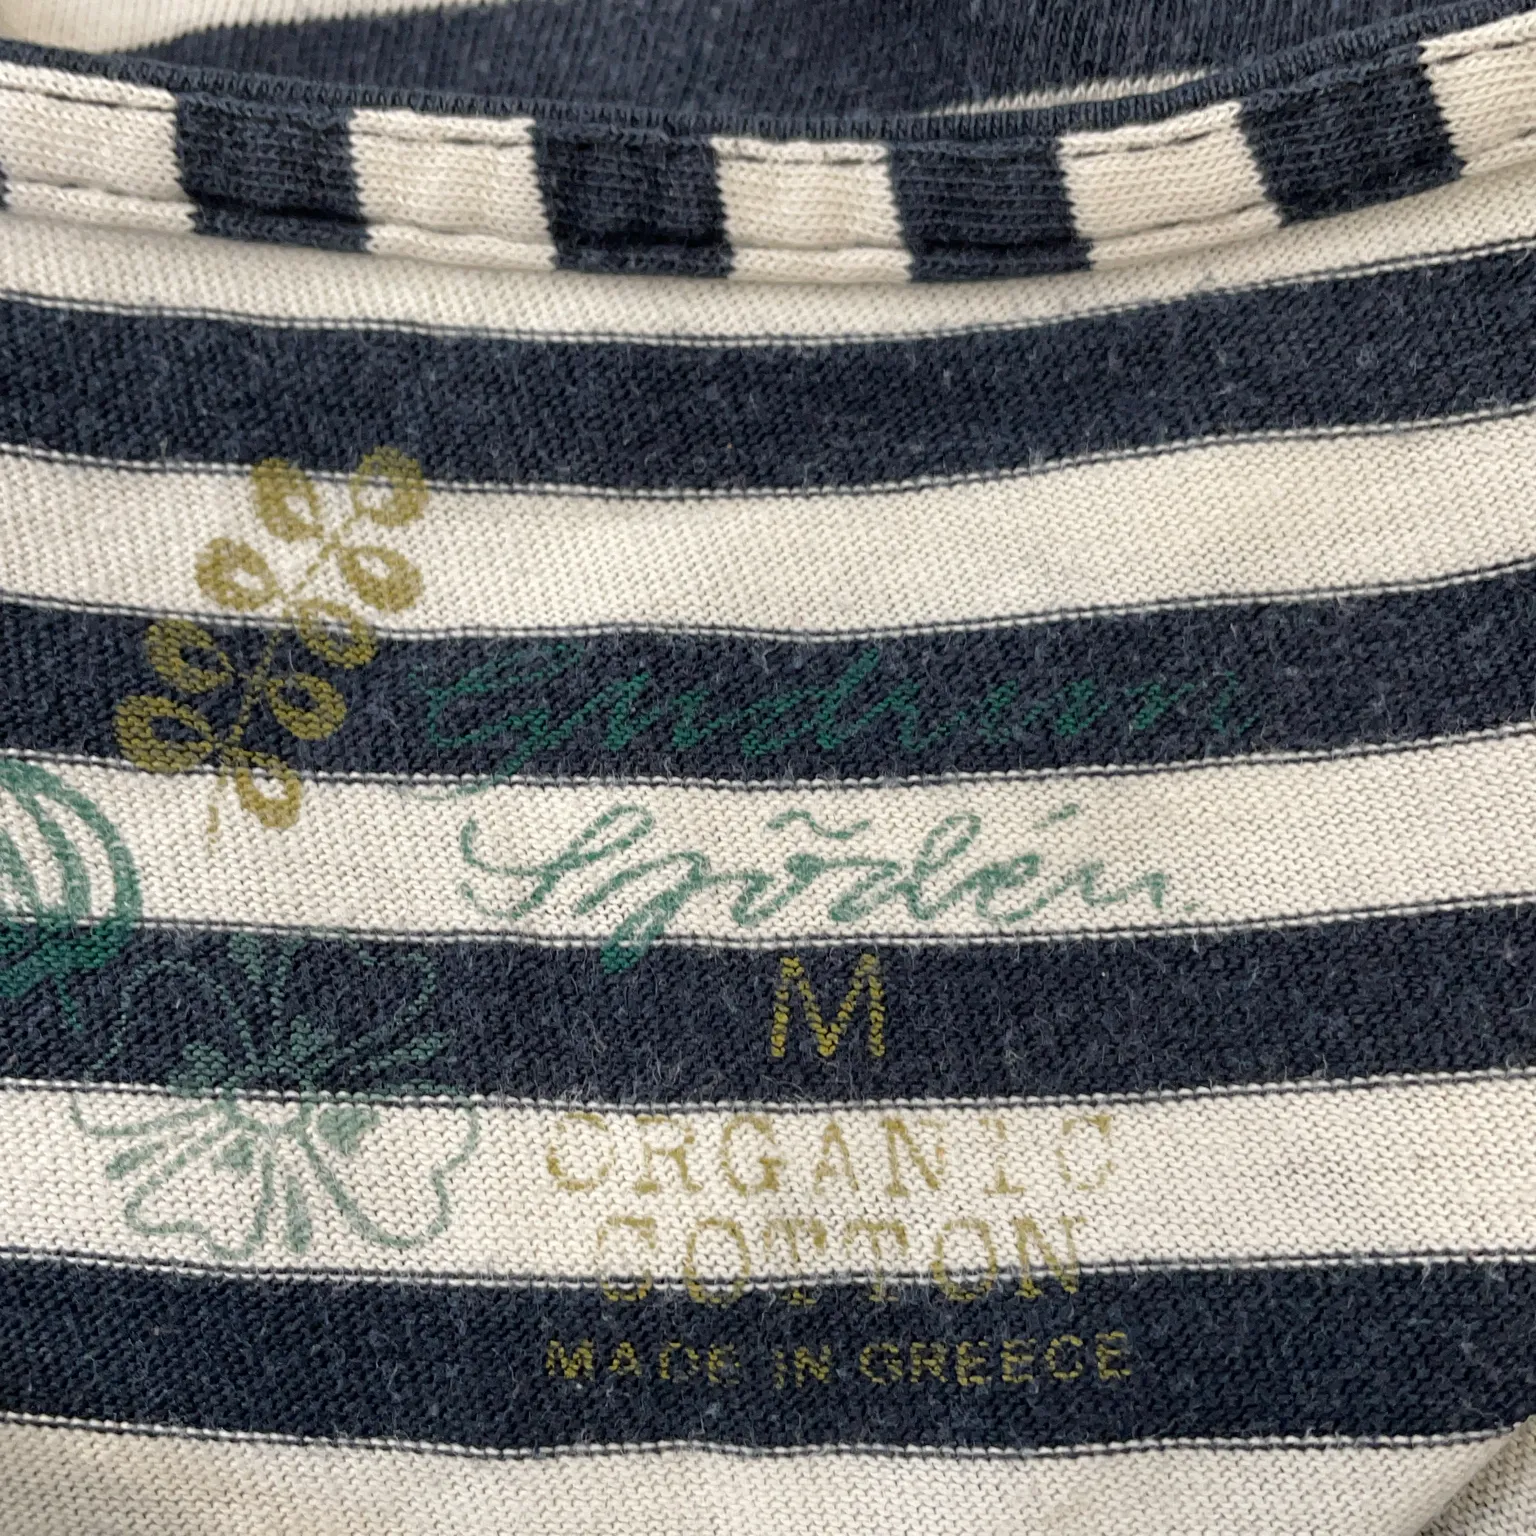 Gudrun
Sjödén
M
ORGANIC
COTTON
MADE IN GREECE